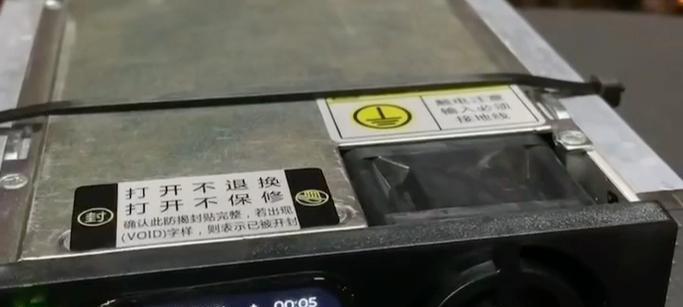 触电注意
输入必须
接地线
打开不退换
打开不保修
封
确认此防揭封贴完整，若出现
(VOID)字样，则表示已被开封
00:05